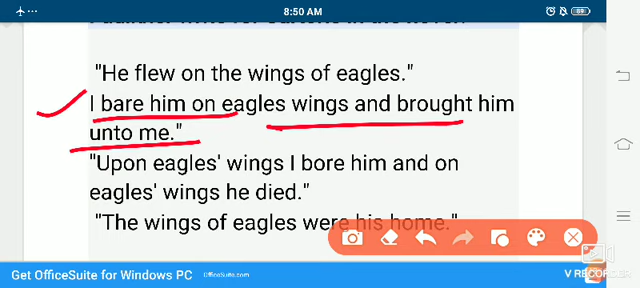 8:50 AM
"He flew on the wings of eagles."
I bare him on eagles wings and brought him
unto me."
"Upon eagles' wings I bore him and on
eagles' wings he died."
"The wings of eagles were his home."
Get OfficeSuite for Windows PC OfficeSuite.com
V RECORDER